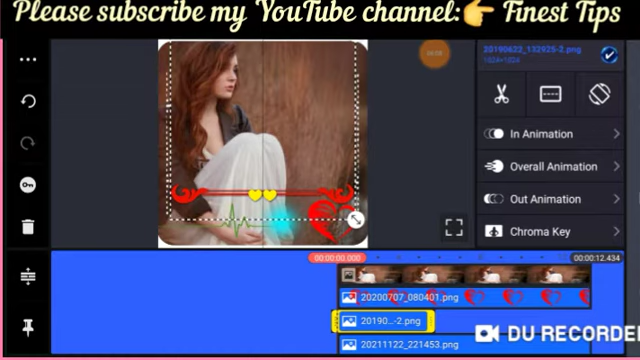 Please subscribe my YouTube channel:👉 Finest Tips
20190622_132925-2.png
1024×1024
In Animation
Overall Animation
Out Animation
Chroma Key
00:00:00.000
00:00:12.434
20200707_080401.png
20190...-2.png
DU RECORDER
20211122_221453.png